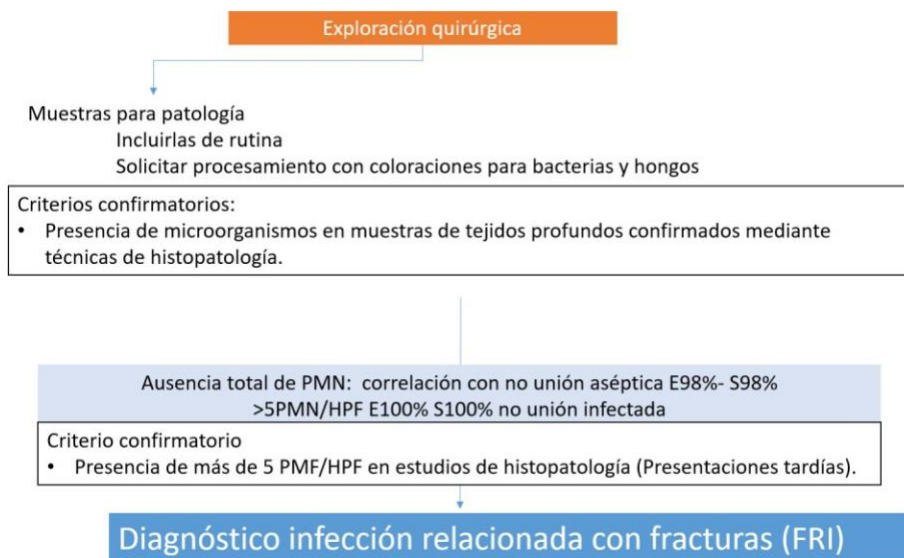 Exploración quirúrgica
Muestras para patología
Incluirlas de rutina
Solicitar procesamiento con coloraciones para bacterias y hongos
Criterios confirmatorios:
• Presencia de microorganismos en muestras de tejidos profundos confirmados mediante
técnicas de histopatología.
Ausencia total de PMN: correlación con no unión aséptica E98%- S98%
>5PMN/HPF E100% S100% no unión infectada
Criterio confirmatorio
• Presencia de más de 5 PMF/HPF en estudios de histopatología (Presentaciones tardías).
Diagnóstico infección relacionada con fracturas (FRI)